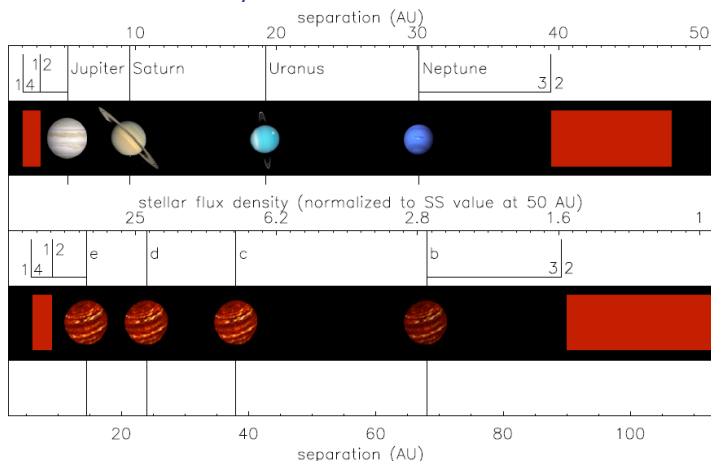 separation (AU)
10 20 30 40 50
1 2 Jupiter Saturn Uranus Neptune 3 2
1 4
stellar flux density (normalized to SS value at 50 AU)
25 6.2 2.8 1.6 1
1 2 e d c b
1 4 3 2
20 40 60 80 100
separation (AU)